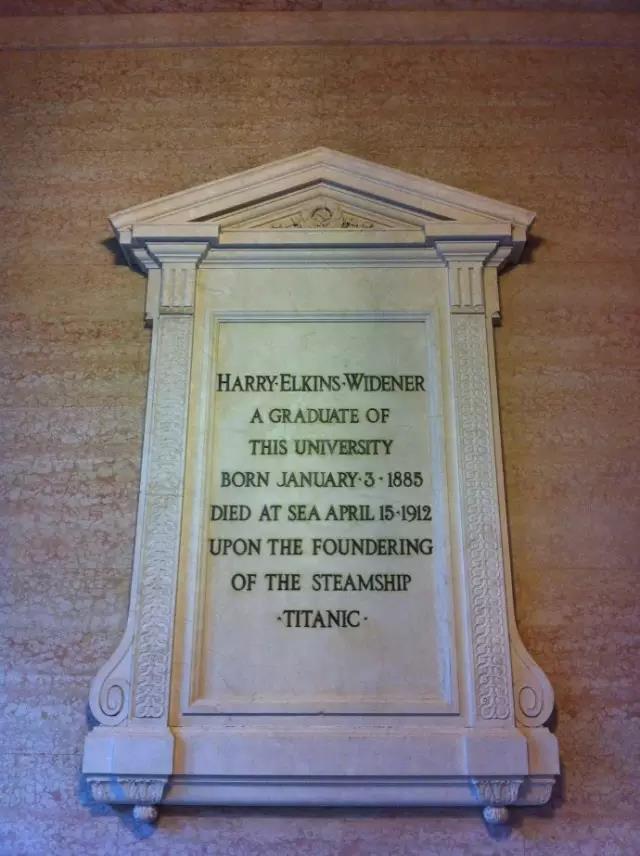 HARRY·ELKINS·WIDENER
A GRADUATE OF
THIS UNIVERSITY
BORN JANUARY·3·1885
DIED AT SEA APRIL 15·1912
UPON THE FOUNDERING
OF THE STEAMSHIP
·TITANIC·